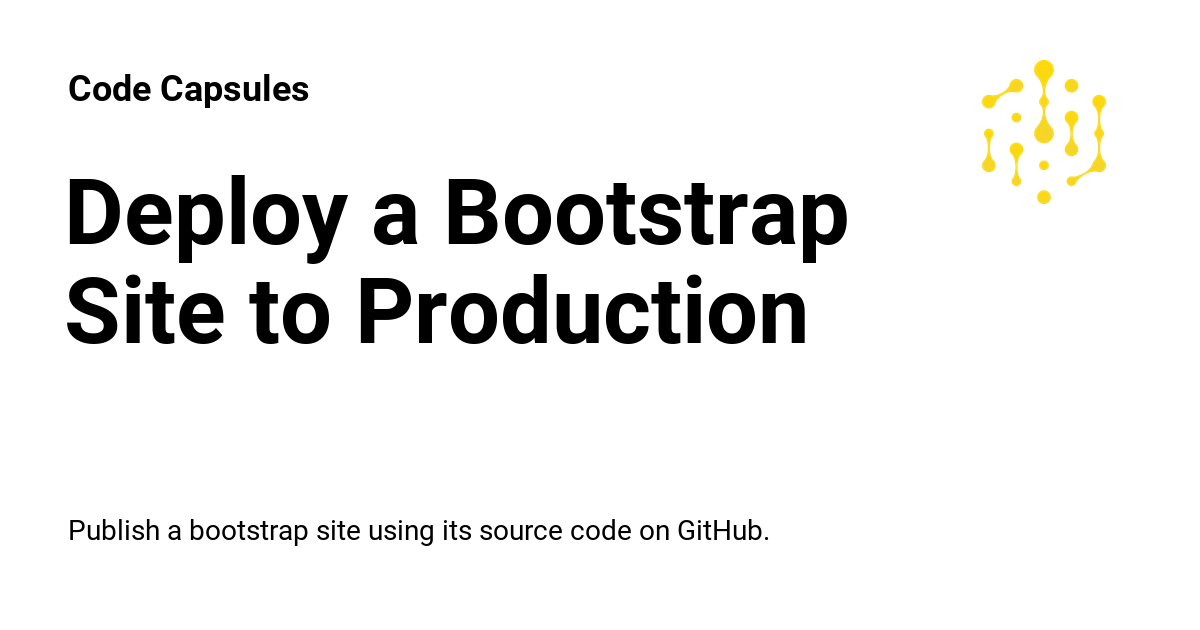 Code Capsules
Deploy a Bootstrap
Site to Production
Publish a bootstrap site using its source code on GitHub.